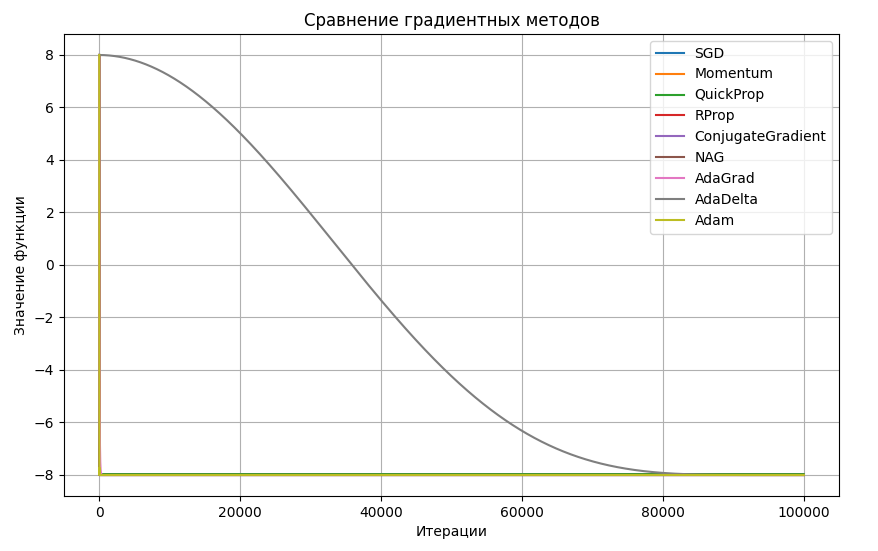 Сравнение градиентных методов
8
6
4
2
0
−2
−4
−6
−8
Значение функции
SGD
Momentum
QuickProp
RProp
ConjugateGradient
NAG
AdaGrad
AdaDelta
Adam
0 20000 40000 60000 80000 100000
Итерации